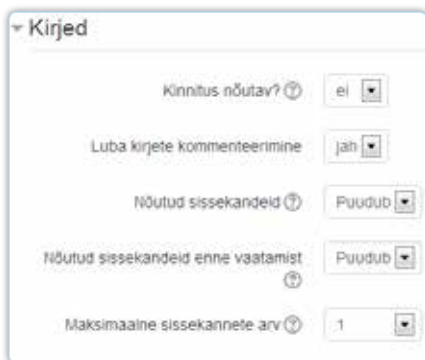 Kirjed
Kinnitus nõutav? ei
Luba kirjete kommenteerimine jah
Nõutud sissekandeid Puudub
Nõutud sissekandeid enne vaatamist Puudub
Maksimaalne sissekannete arv 1